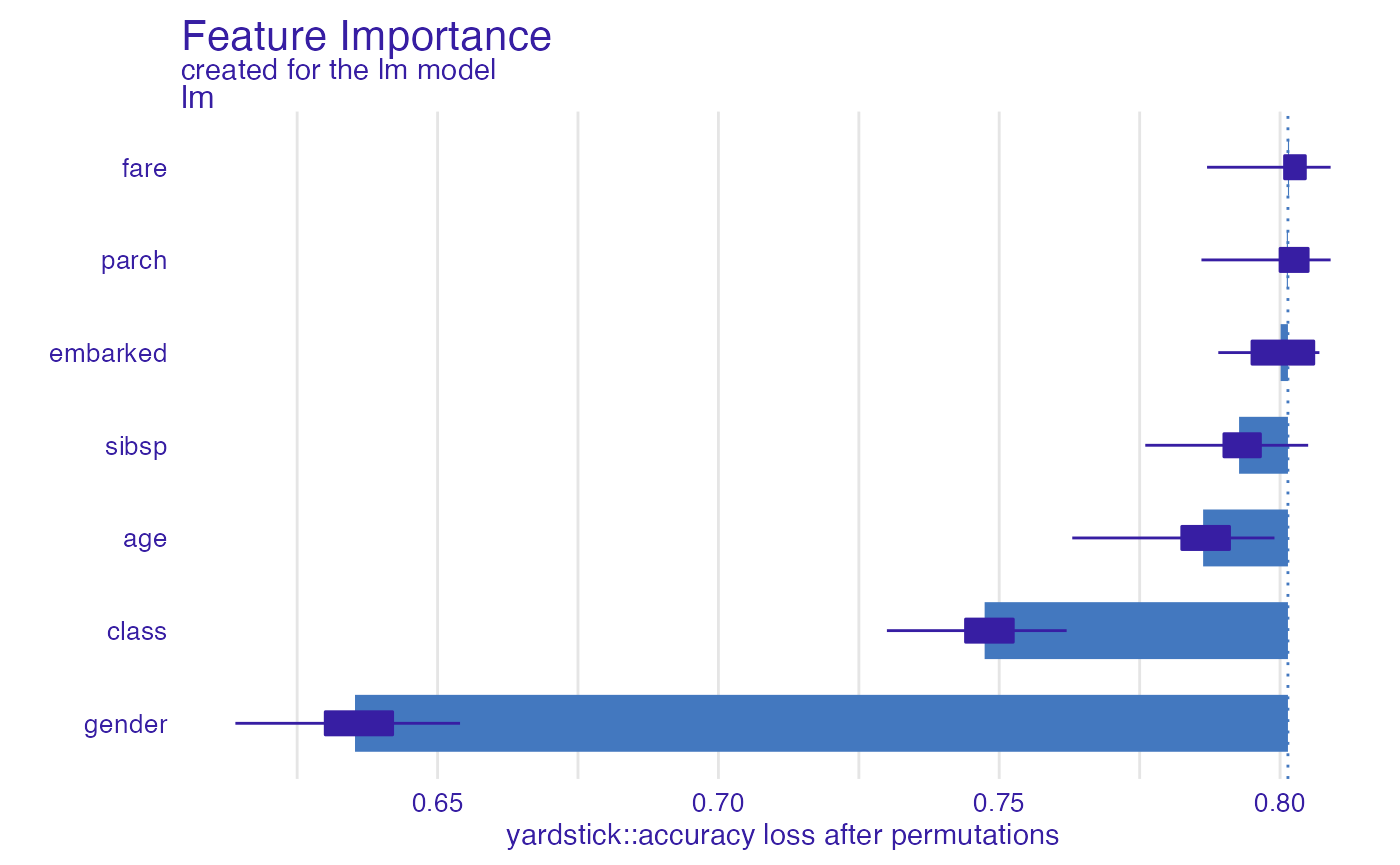 Feature Importance
created for the lm model
lm
fare
parch
embarked
sibsp
age
class
gender
0.65 0.70 0.75 0.80
yardstick::accuracy loss after permutations